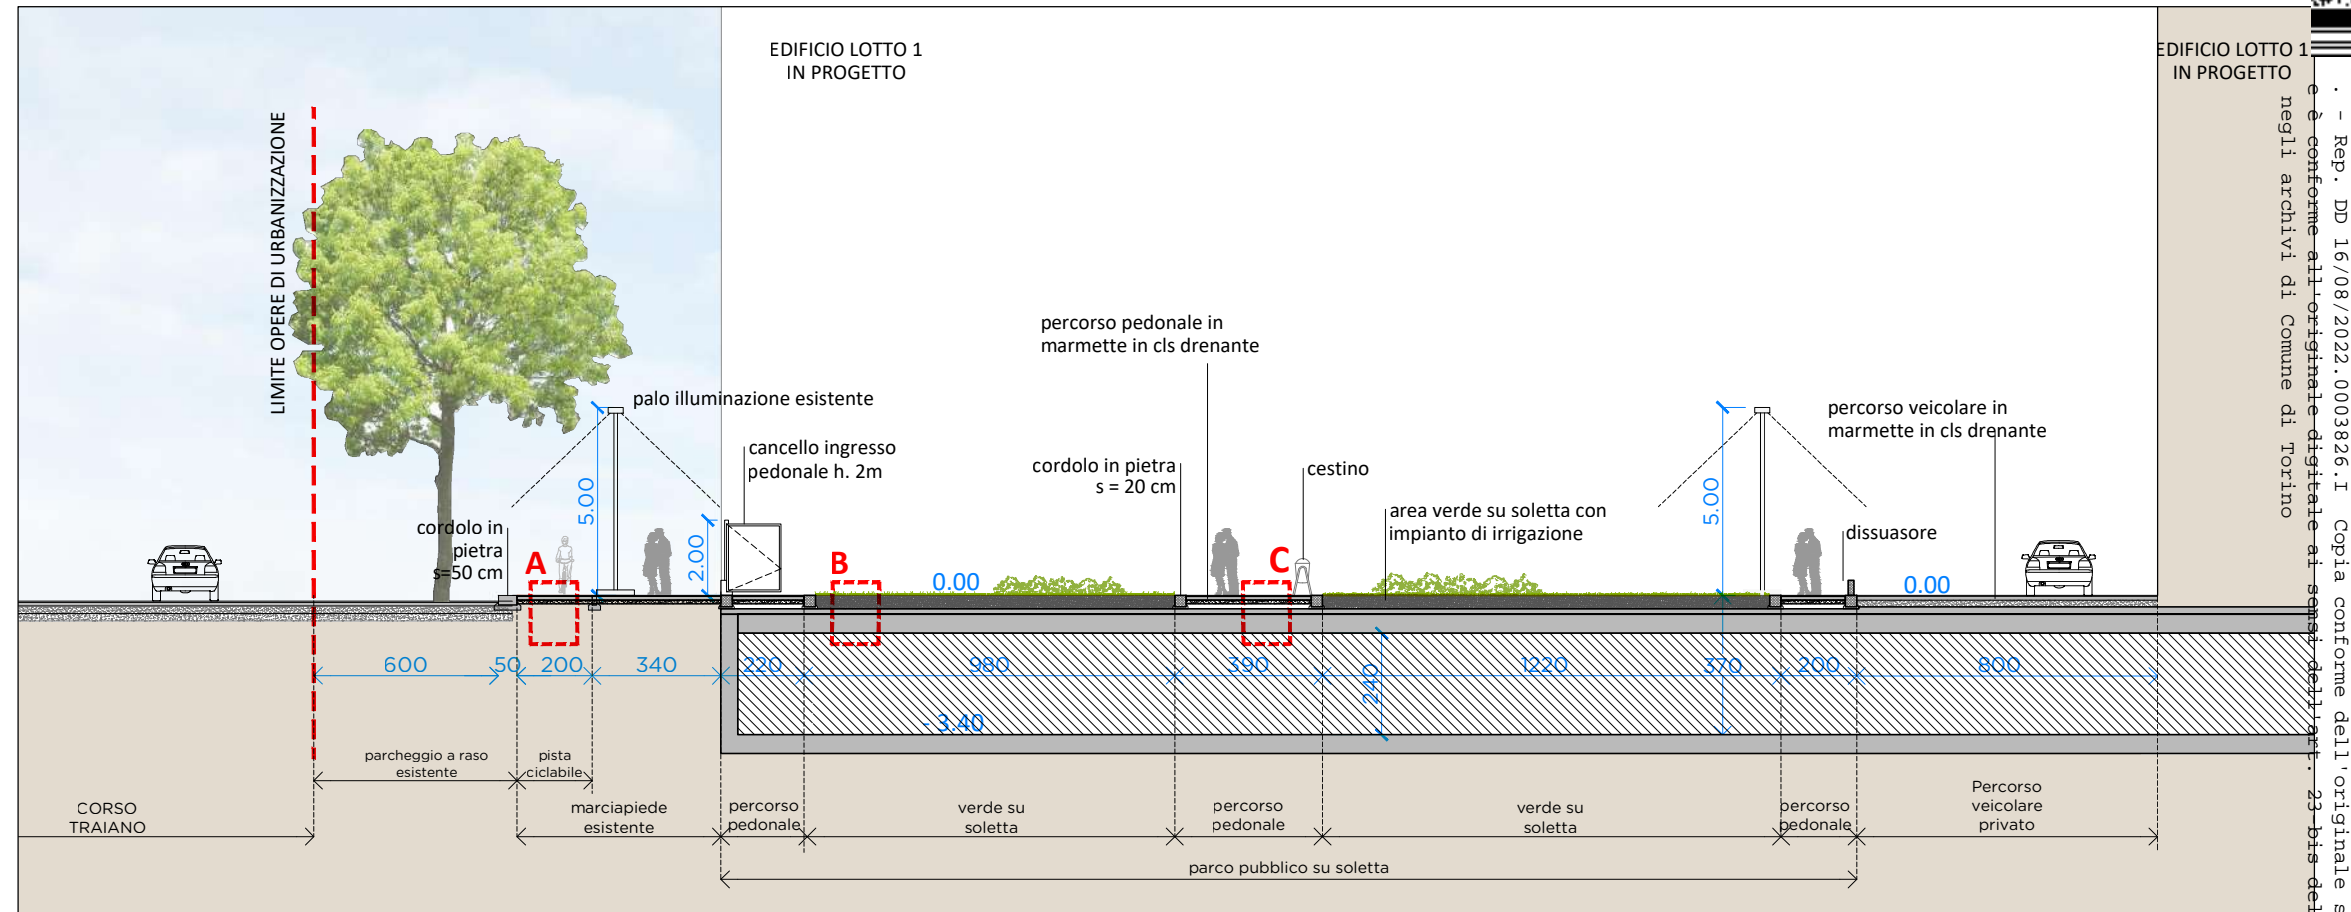 EDIFICIO LOTTO 1
IN PROGETTO
EDIFICIO LOTTO 1
IN PROGETTO
LIMITE OPERE DI URBANIZZAZIONE
percorso pedonale in
marmette in cls drenante
palo illuminazione esistente
percorso veicolare in
marmette in cls drenante
cancello ingresso
pedonale h. 2m
cordolo in pietra
s = 20 cm
cestino
area verde su soletta con
impianto di irrigazione
dissuasore
cordolo in
pietra
s=50 cm
5.00
2.00
5.00
A
B
C
0.00
0.00
600
50
200
340
220
980
390
1220
370
200
800
240
- 3.40
parcheggio a raso
esistente
pista
ciclabile
CORSO
TRAIANO
marciapiede
esistente
percorso
pedonale
verde su
soletta
percorso
pedonale
verde su
soletta
percorso
pedonale
Percorso
veicolare
privato
parco pubblico su soletta
. - Rep. DD 16/08/2022.0003826.I Copia conforme dell'originale s
e è conforme all'originale digitale ai sensi dell'art. 23-bis del
negli archivi di Comune di Torino